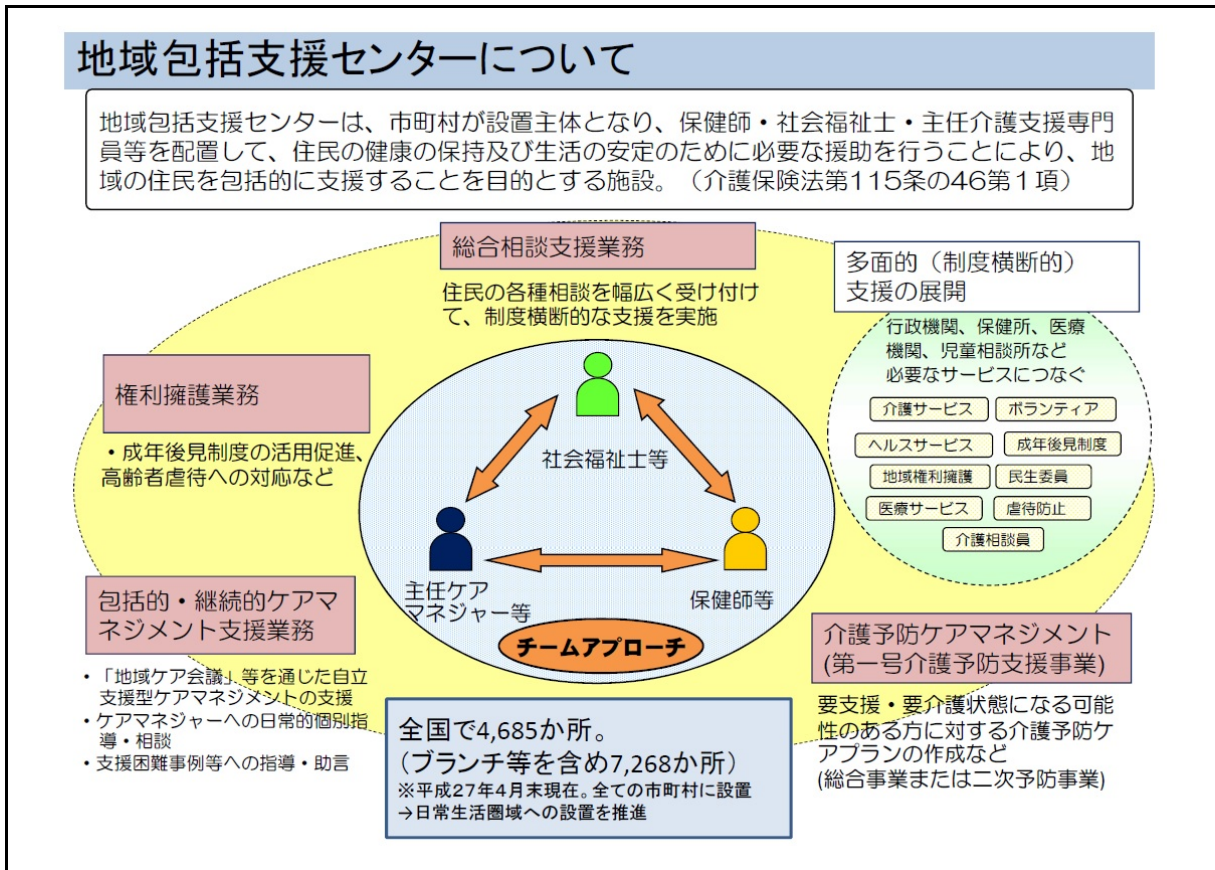 地域包括支援センターについて
地域包括支援センターは、市町村が設置主体となり、保健師・社会福祉士・主任介護支援専門
員等を配置して、住民の健康の保持及び生活の安定のために必要な援助を行うことにより、地
域の住民を包括的に支援することを目的とする施設。（介護保険法第115条の46第１項）
総合相談支援業務
住民の各種相談を幅広く受け付け
て、制度横断的な支援を実施
多面的（制度横断的）
支援の展開
行政機関、保健所、医療
機関、児童相談所など
必要なサービスにつなぐ
介護サービス
ボランティア
ヘルスサービス
成年後見制度
地域権利擁護
民生委員
医療サービス
虐待防止
介護相談員
権利擁護業務
・成年後見制度の活用促進、
高齢者虐待への対応など
社会福祉士等
主任ケア
マネジャー等
保健師等
チームアプローチ
包括的・継続的ケアマ
ネジメント支援業務
・「地域ケア会議」等を通じた自立
支援型ケアマネジメントの支援
・ケアマネジャーへの日常的個別指
導・相談
・支援困難事例等への指導・助言
全国で4,685か所。
（ブランチ等を含め7,268か所）
※平成27年4月末現在。全ての市町村に設置
→日常生活圏域への設置を推進
介護予防ケアマネジメント
(第一号介護予防支援事業)
要支援・要介護状態になる可能
性のある方に対する介護予防ケ
アプランの作成など
(総合事業または二次予防事業)